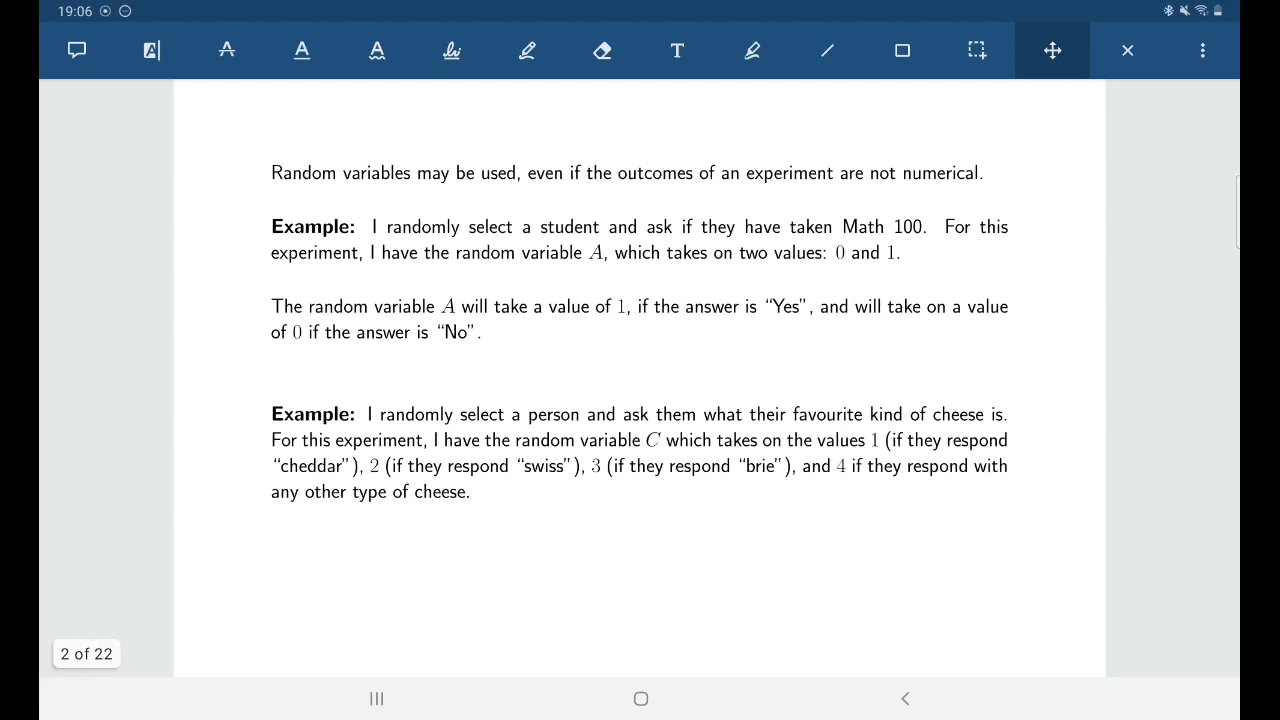 19:06
Random variables may be used, even if the outcomes of an experiment are not numerical.
Example: I randomly select a student and ask if they have taken Math 100. For this
experiment, I have the random variable A, which takes on two values: 0 and 1.
The random variable A will take a value of 1, if the answer is “Yes”, and will take on a value
of 0 if the answer is “No”.
Example: I randomly select a person and ask them what their favourite kind of cheese is.
For this experiment, I have the random variable C which takes on the values 1 (if they respond
“cheddar”), 2 (if they respond “swiss”), 3 (if they respond “brie”), and 4 if they respond with
any other type of cheese.
2 of 22